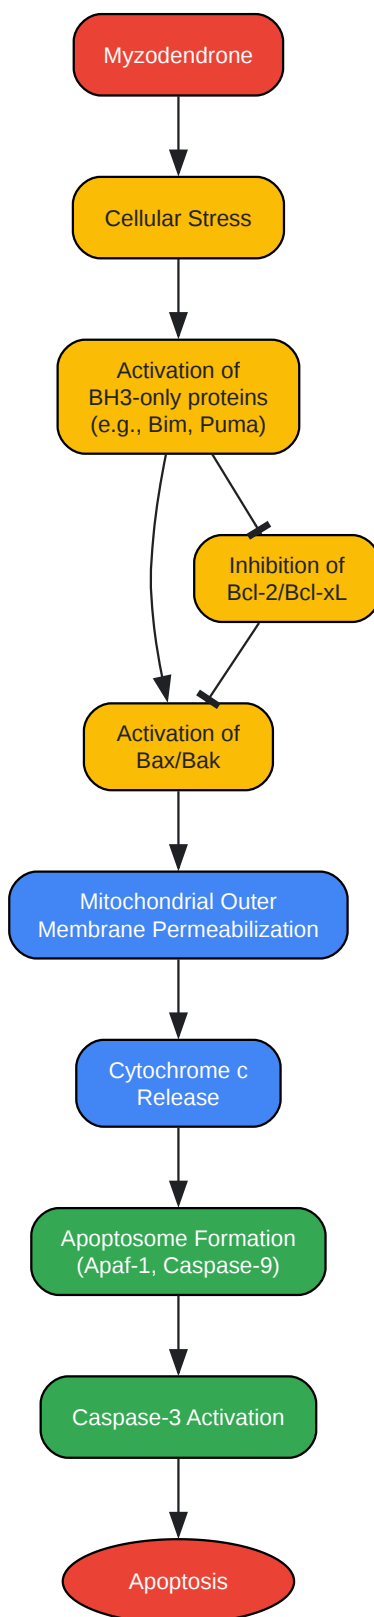 Myzodendrone
Cellular Stress
Activation of
BH3-only proteins
(e.g., Bim, Puma)
Inhibition of
Bcl-2/Bcl-xL
Activation of
Bax/Bak
Mitochondrial Outer
Membrane Permeabilization
Cytochrome c
Release
Apoptosome Formation
(Apaf-1, Caspase-9)
Caspase-3 Activation
Apoptosis